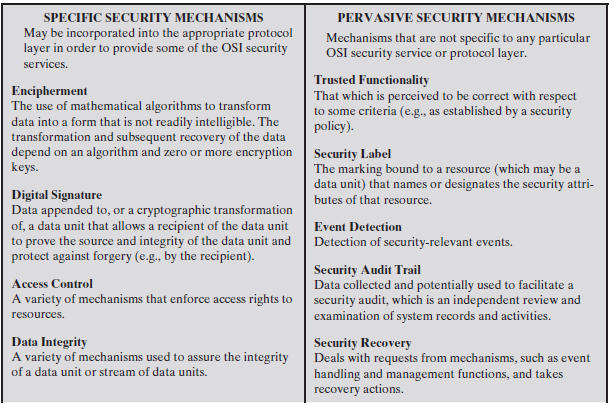 SPECIFIC SECURITY MECHANISMS
May be incorporated into the appropriate protocol
layer in order to provide some of the OSI security
services.
Encipherment
The use of mathematical algorithms to transform
data into a form that is not readily intelligible. The
transformation and subsequent recovery of the data
depend on an algorithm and zero or more encryption
keys.
Digital Signature
Data appended to, or a cryptographic transformation
of, a data unit that allows a recipient of the data unit
to prove the source and integrity of the data unit and
protect against forgery (e.g., by the recipient).
Access Control
A variety of mechanisms that enforce access rights to
resources.
Data Integrity
A variety of mechanisms used to assure the integrity
of a data unit or stream of data units.
PERVASIVE SECURITY MECHANISMS
Mechanisms that are not specific to any particular
OSI security service or protocol layer.
Trusted Functionality
That which is perceived to be correct with respect
to some criteria (e.g., as established by a security
policy).
Security Label
The marking bound to a resource (which may be a
data unit) that names or designates the security attri-
butes of that resource.
Event Detection
Detection of security-relevant events.
Security Audit Trail
Data collected and potentially used to facilitate a
security audit, which is an independent review and
examination of system records and activities.
Security Recovery
Deals with requests from mechanisms, such as event
handling and management functions, and takes
recovery actions.